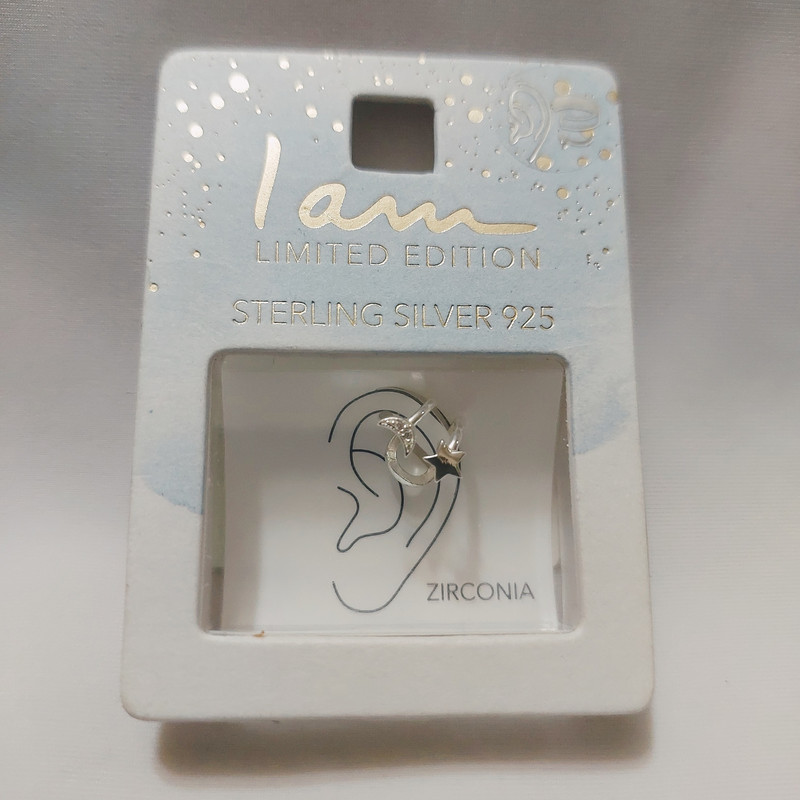 I am
LIMITED EDITION
STERLING SILVER 925
ZIRCONIA